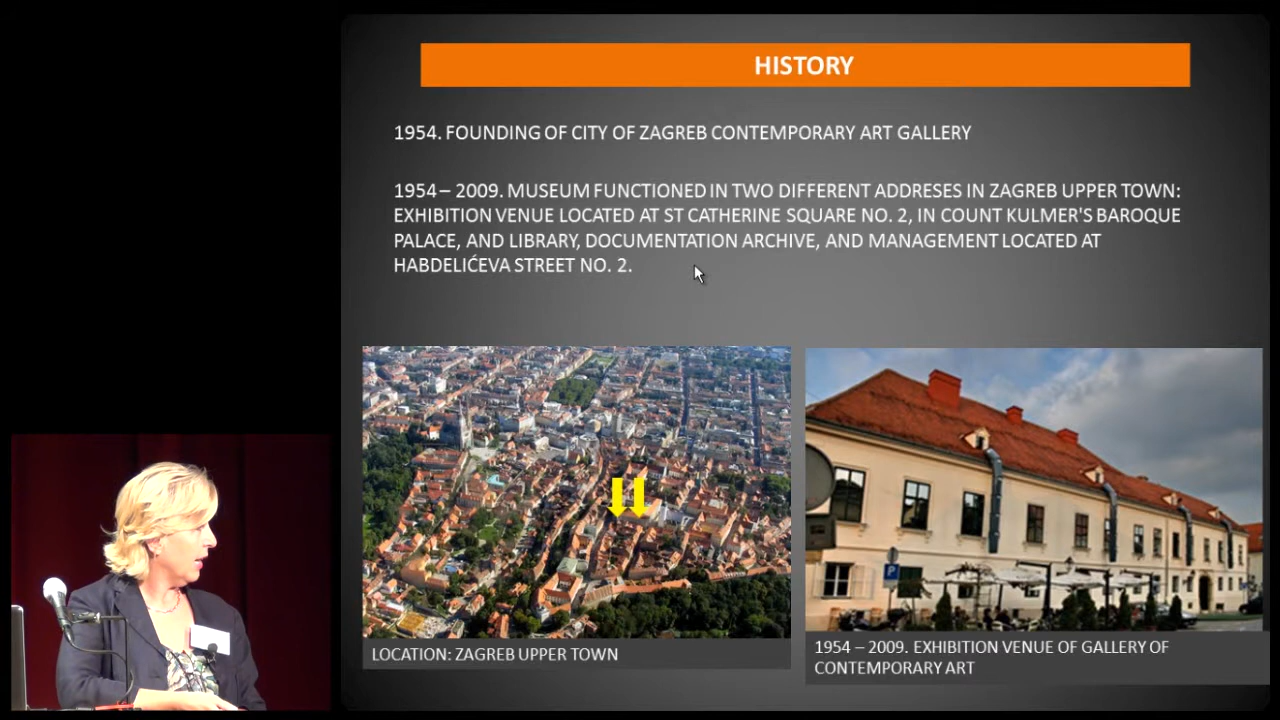 HISTORY
1954. FOUNDING OF CITY OF ZAGREB CONTEMPORARY ART GALLERY
1954 – 2009. MUSEUM FUNCTIONED IN TWO DIFFERENT ADDRESES IN ZAGREB UPPER TOWN:
EXHIBITION VENUE LOCATED AT ST CATHERINE SQUARE NO. 2, IN COUNT KULMER'S BAROQUE
PALACE, AND LIBRARY, DOCUMENTATION ARCHIVE, AND MANAGEMENT LOCATED AT
HABDELIĆEVA STREET NO. 2.
P
LOCATION: ZAGREB UPPER TOWN
1954 – 2009. EXHIBITION VENUE OF GALLERY OF
CONTEMPORARY ART